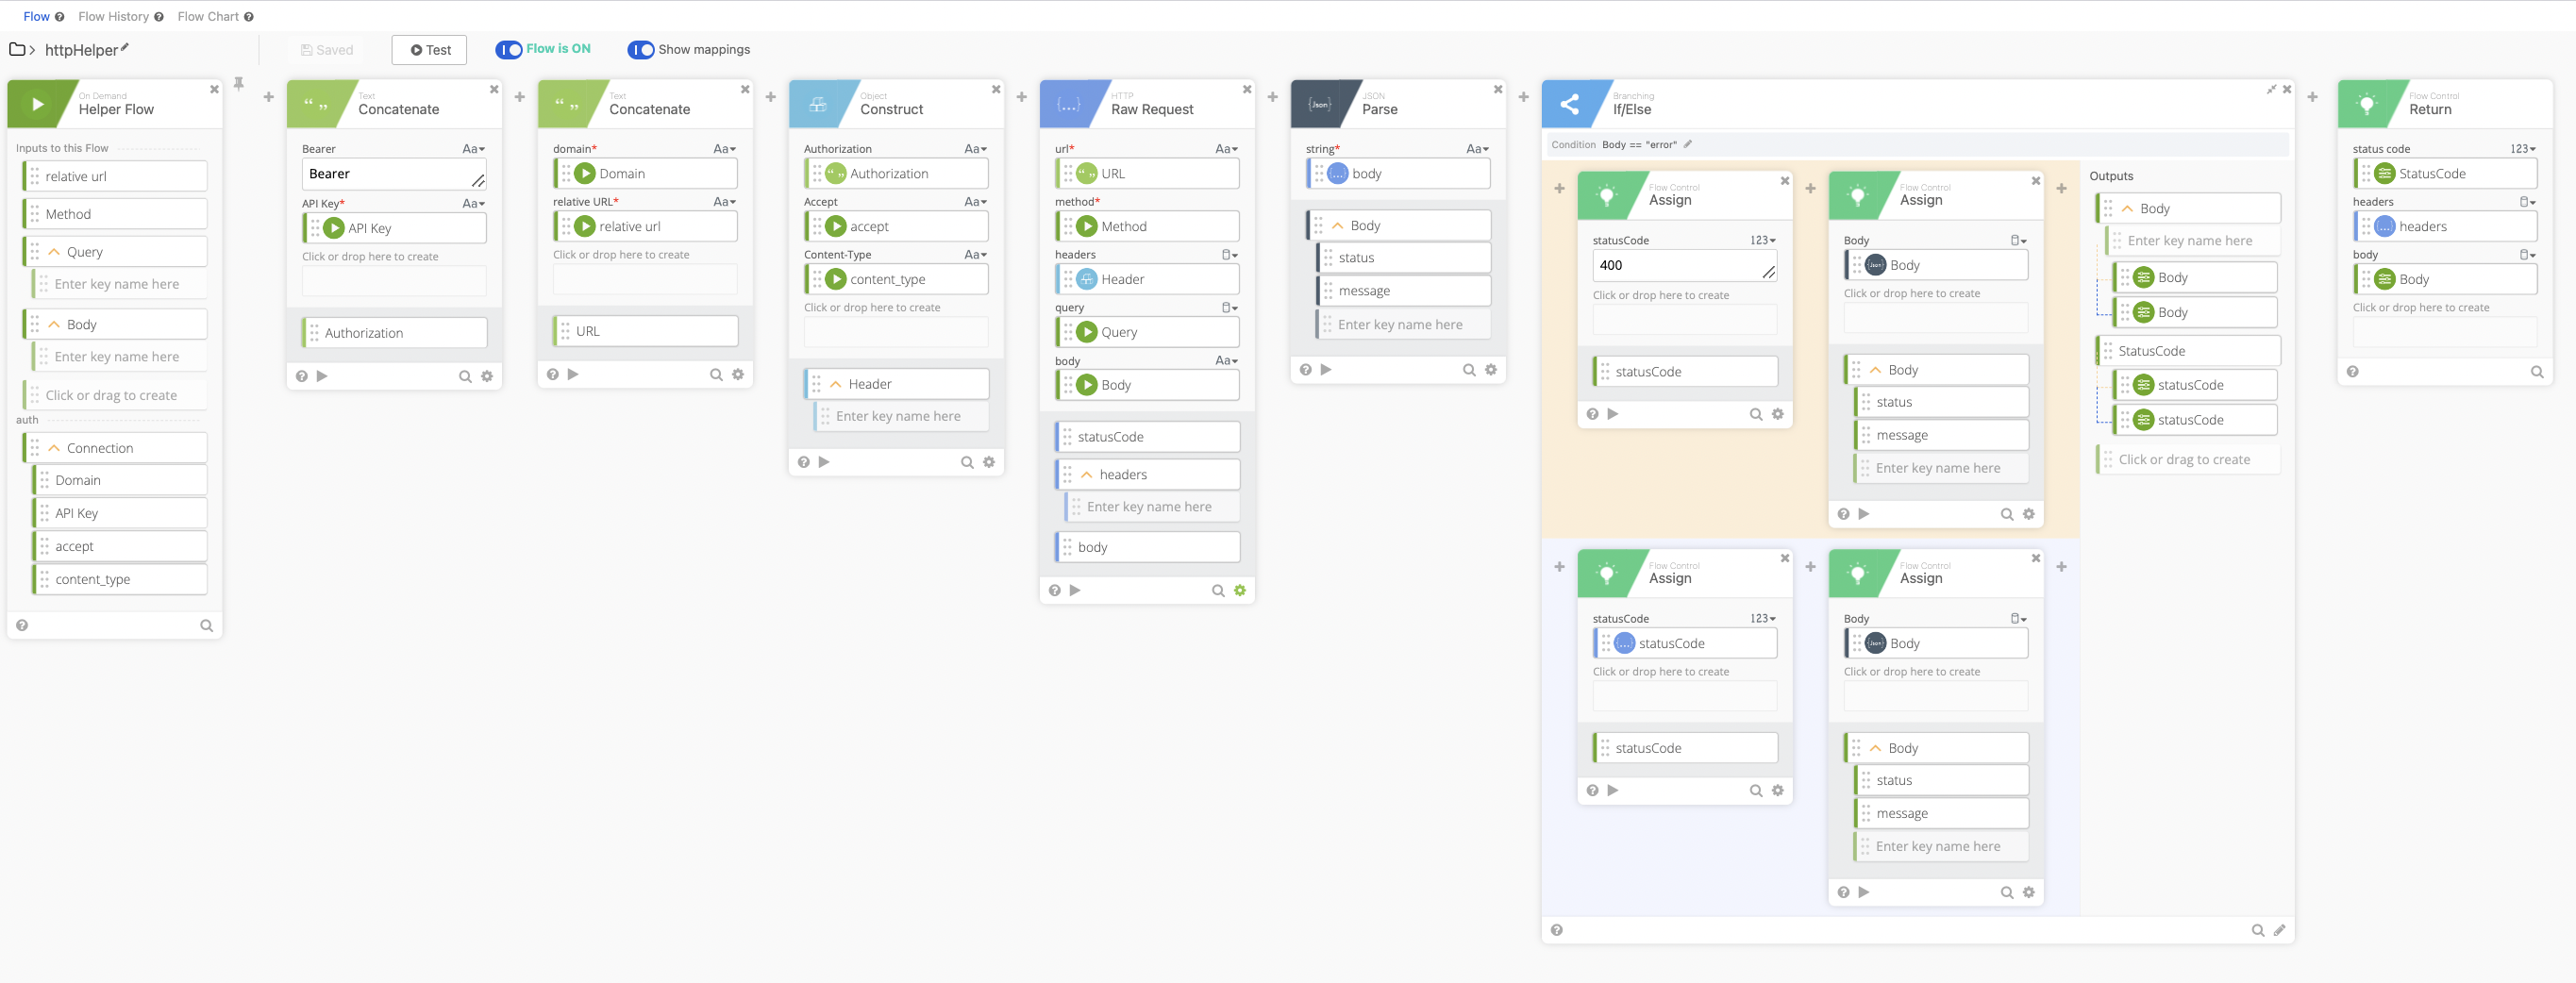 Flow Flow History Flow Chart
httpHelper Saved Test Flow is ON Show mappings
On Demand
Helper Flow
Inputs to this Flow
relative url
Method
Query
Enter key name here
Body
Enter key name here
Click or drag to create
auth
Connection
Domain
API Key
accept
content_type
Text
Concatenate
Bearer Aa
Bearer
API Key* Aa
API Key
Click or drop here to create
Authorization
Text
Concatenate
domain* Aa
Domain
relative URL* Aa
relative url
Click or drop here to create
URL
Object
Construct
Authorization Aa
Authorization
Accept Aa
accept
Content-Type Aa
content_type
Click or drop here to create
Header
Enter key name here
HTTP
Raw Request
url* Aa
URL
method* Aa
Method
headers
Header
query
Query
body Aa
Body
statusCode
headers
Enter key name here
body
JSON
Parse
string* Aa
body
Body
status
message
Enter key name here
Branching
If/Else
Condition Body == "error"
Flow Control
Assign
statusCode 123
400
Click or drop here to create
statusCode
Flow Control
Assign
Body
Body
Click or drop here to create
Body
status
message
Enter key name here
Flow Control
Assign
statusCode 123
statusCode
Click or drop here to create
statusCode
Flow Control
Assign
Body
Body
Click or drop here to create
Body
status
message
Enter key name here
Outputs
Body
Enter key name here
Body
Body
StatusCode
statusCode
statusCode
Click or drag to create
Flow Control
Return
status code 123
StatusCode
headers
headers
body
Body
Click or drop here to create